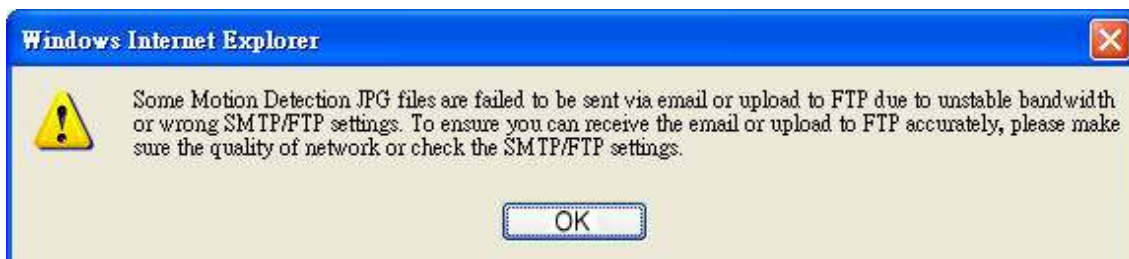 Windows Internet Explorer
Some Motion Detection JPG files are failed to be sent via email or upload to FTP due to unstable bandwidth
or wrong SMTP/FTP settings. To ensure you can receive the email or upload to FTP accurately, please make
sure the quality of network or check the SMTP/FTP settings.
OK